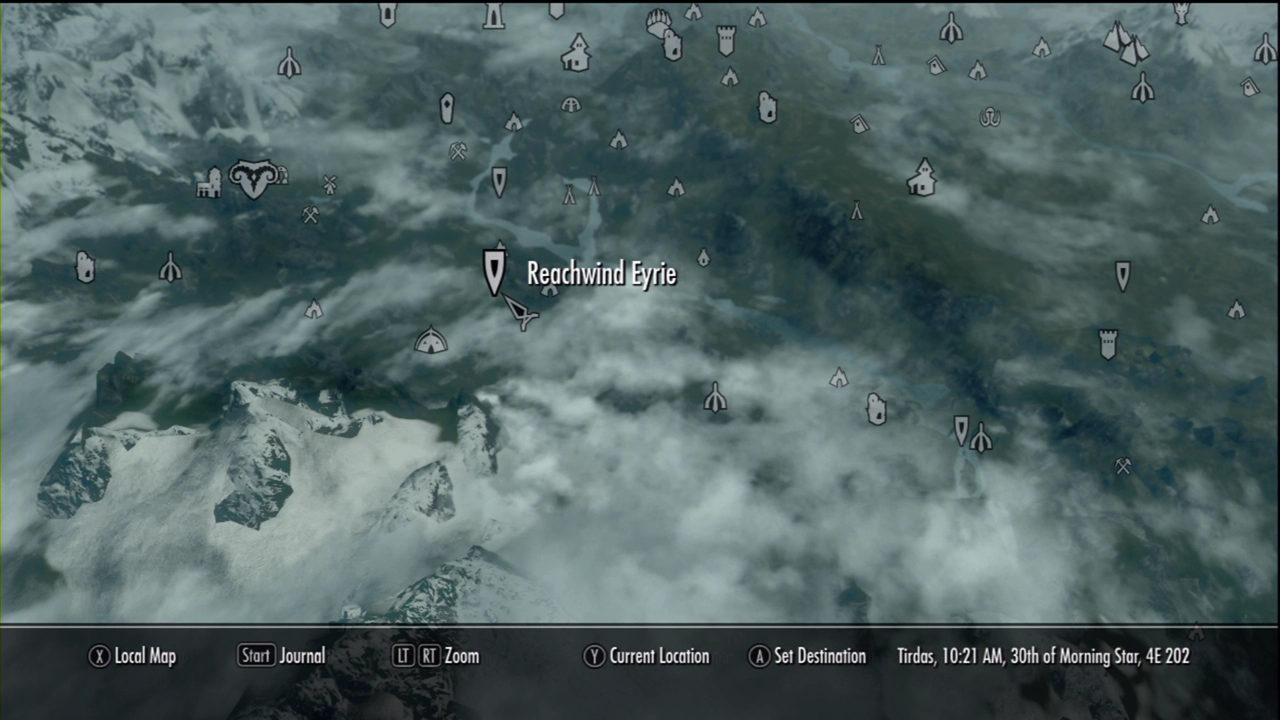 Reachwind Eyrie
X Local Map
Start Journal
LT RT Zoom
Y Current Location
A Set Destination
Tirdas, 10:21 AM, 30th of Morning Star, 4E 202